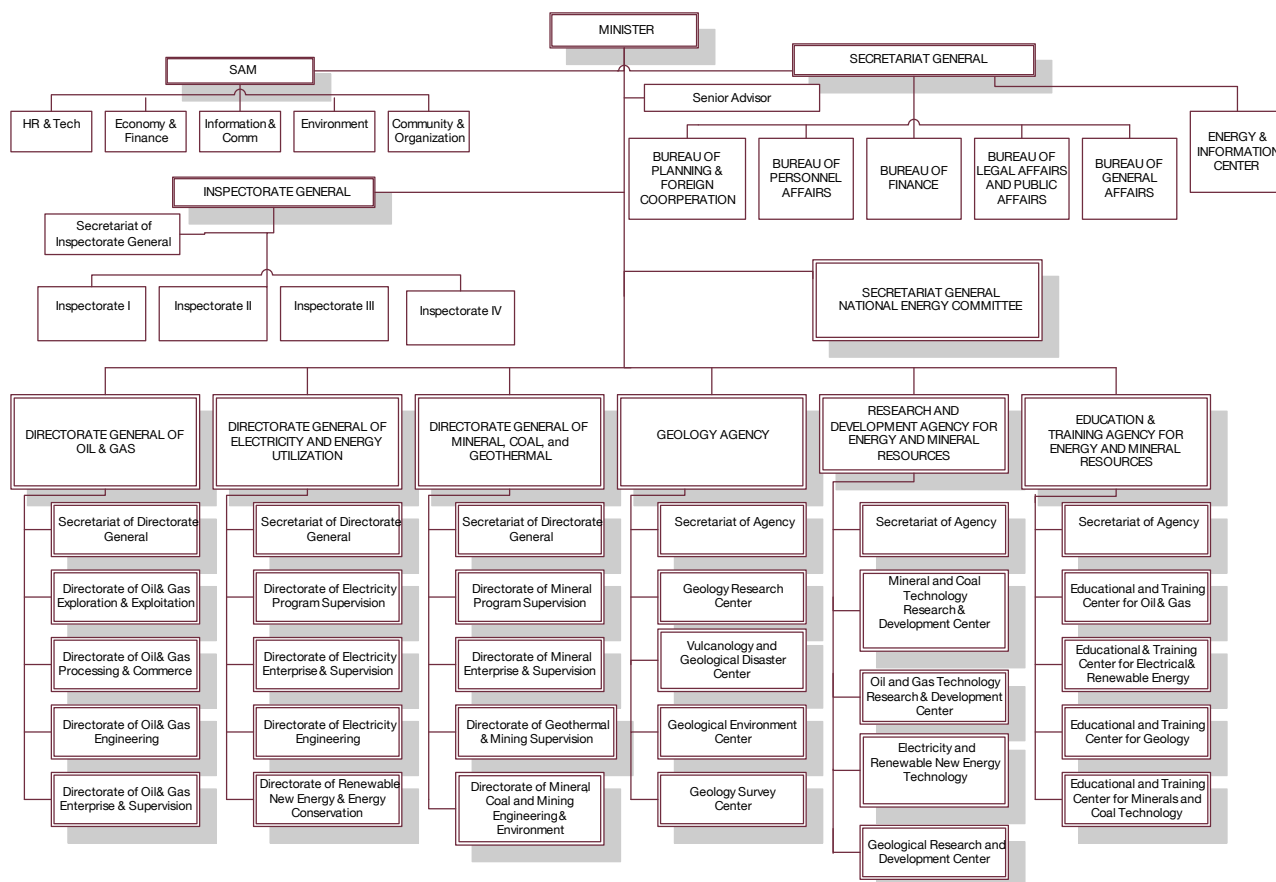 MINISTER
SAM
SECRETARIAT GENERAL
Senior Advisor
HR & Tech
Economy &
Finance
Information &
Comm
Environment
Community &
Organization
BUREAU OF
PLANNING &
FOREIGN
COORPERATION
BUREAU OF
PERSONNEL
AFFAIRS
BUREAU OF
FINANCE
BUREAU OF
LEGAL AFFAIRS
AND PUBLIC
AFFAIRS
BUREAU OF
GENERAL
AFFAIRS
ENERGY &
INFORMATION
CENTER
INSPECTORATE GENERAL
Secretariat of
Inspectorate General
Inspectorate I
Inspectorate II
Inspectorate III
Inspectorate IV
SECRETARIAT GENERAL
NATIONAL ENERGY COMMITTEE
DIRECTORATE GENERAL OF
OIL & GAS
DIRECTORATE GENERAL OF
ELECTRICITY AND ENERGY
UTILIZATION
DIRECTORATE GENERAL OF
MINERAL, COAL, and
GEOTHERMAL
GEOLOGY AGENCY
RESEARCH AND
DEVELOPMENT AGENCY FOR
ENERGY AND MINERAL
RESOURCES
EDUCATION &
TRAINING AGENCY FOR
ENERGY AND MINERAL
RESOURCES
Secretariat of Directorate
General
Directorate of Oil & Gas
Exploration & Exploitation
Directorate of Oil & Gas
Processing & Commerce
Directorate of Oil & Gas
Engineering
Directorate of Oil & Gas
Enterprise & Supervision
Secretariat of Directorate
General
Directorate of Electricity
Program Supervision
Directorate of Electricity
Enterprise & Supervision
Directorate of Electricity
Engineering
Directorate of Renewable
New Energy & Energy
Conservation
Secretariat of Directorate
General
Directorate of Mineral
Program Supervision
Directorate of Mineral
Enterprise & Supervision
Directorate of Geothermal
& Mining Supervision
Directorate of Mineral,
Coal and Mining
Engineering &
Environment
Secretariat of Agency
Geology Research
Center
Vulcanology and
Geological Disaster
Center
Geological Environment
Center
Geology Survey
Center
Secretariat of Agency
Mineral and Coal
Technology
Research &
Development Center
Oil and Gas Technology
Research & Development
Center
Electricity and
Renewable New Energy
Technology
Geological Research and
Development Center
Secretariat of Agency
Educational and Training
Center for Oil & Gas
Educational & Training
Center for Electrical &
Renewable Energy
Educational and Training
Center for Geology
Educational and Training
Center for Minerals and
Coal Technology